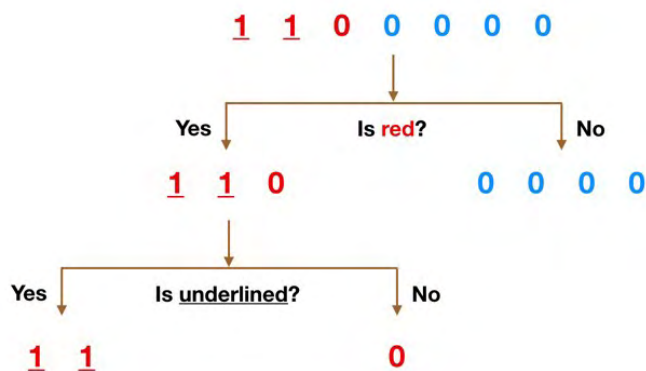 1 1 0 0 0 0 0
Yes Is red? No
1 1 0 0 0 0 0
Yes Is underlined? No
1 1 0